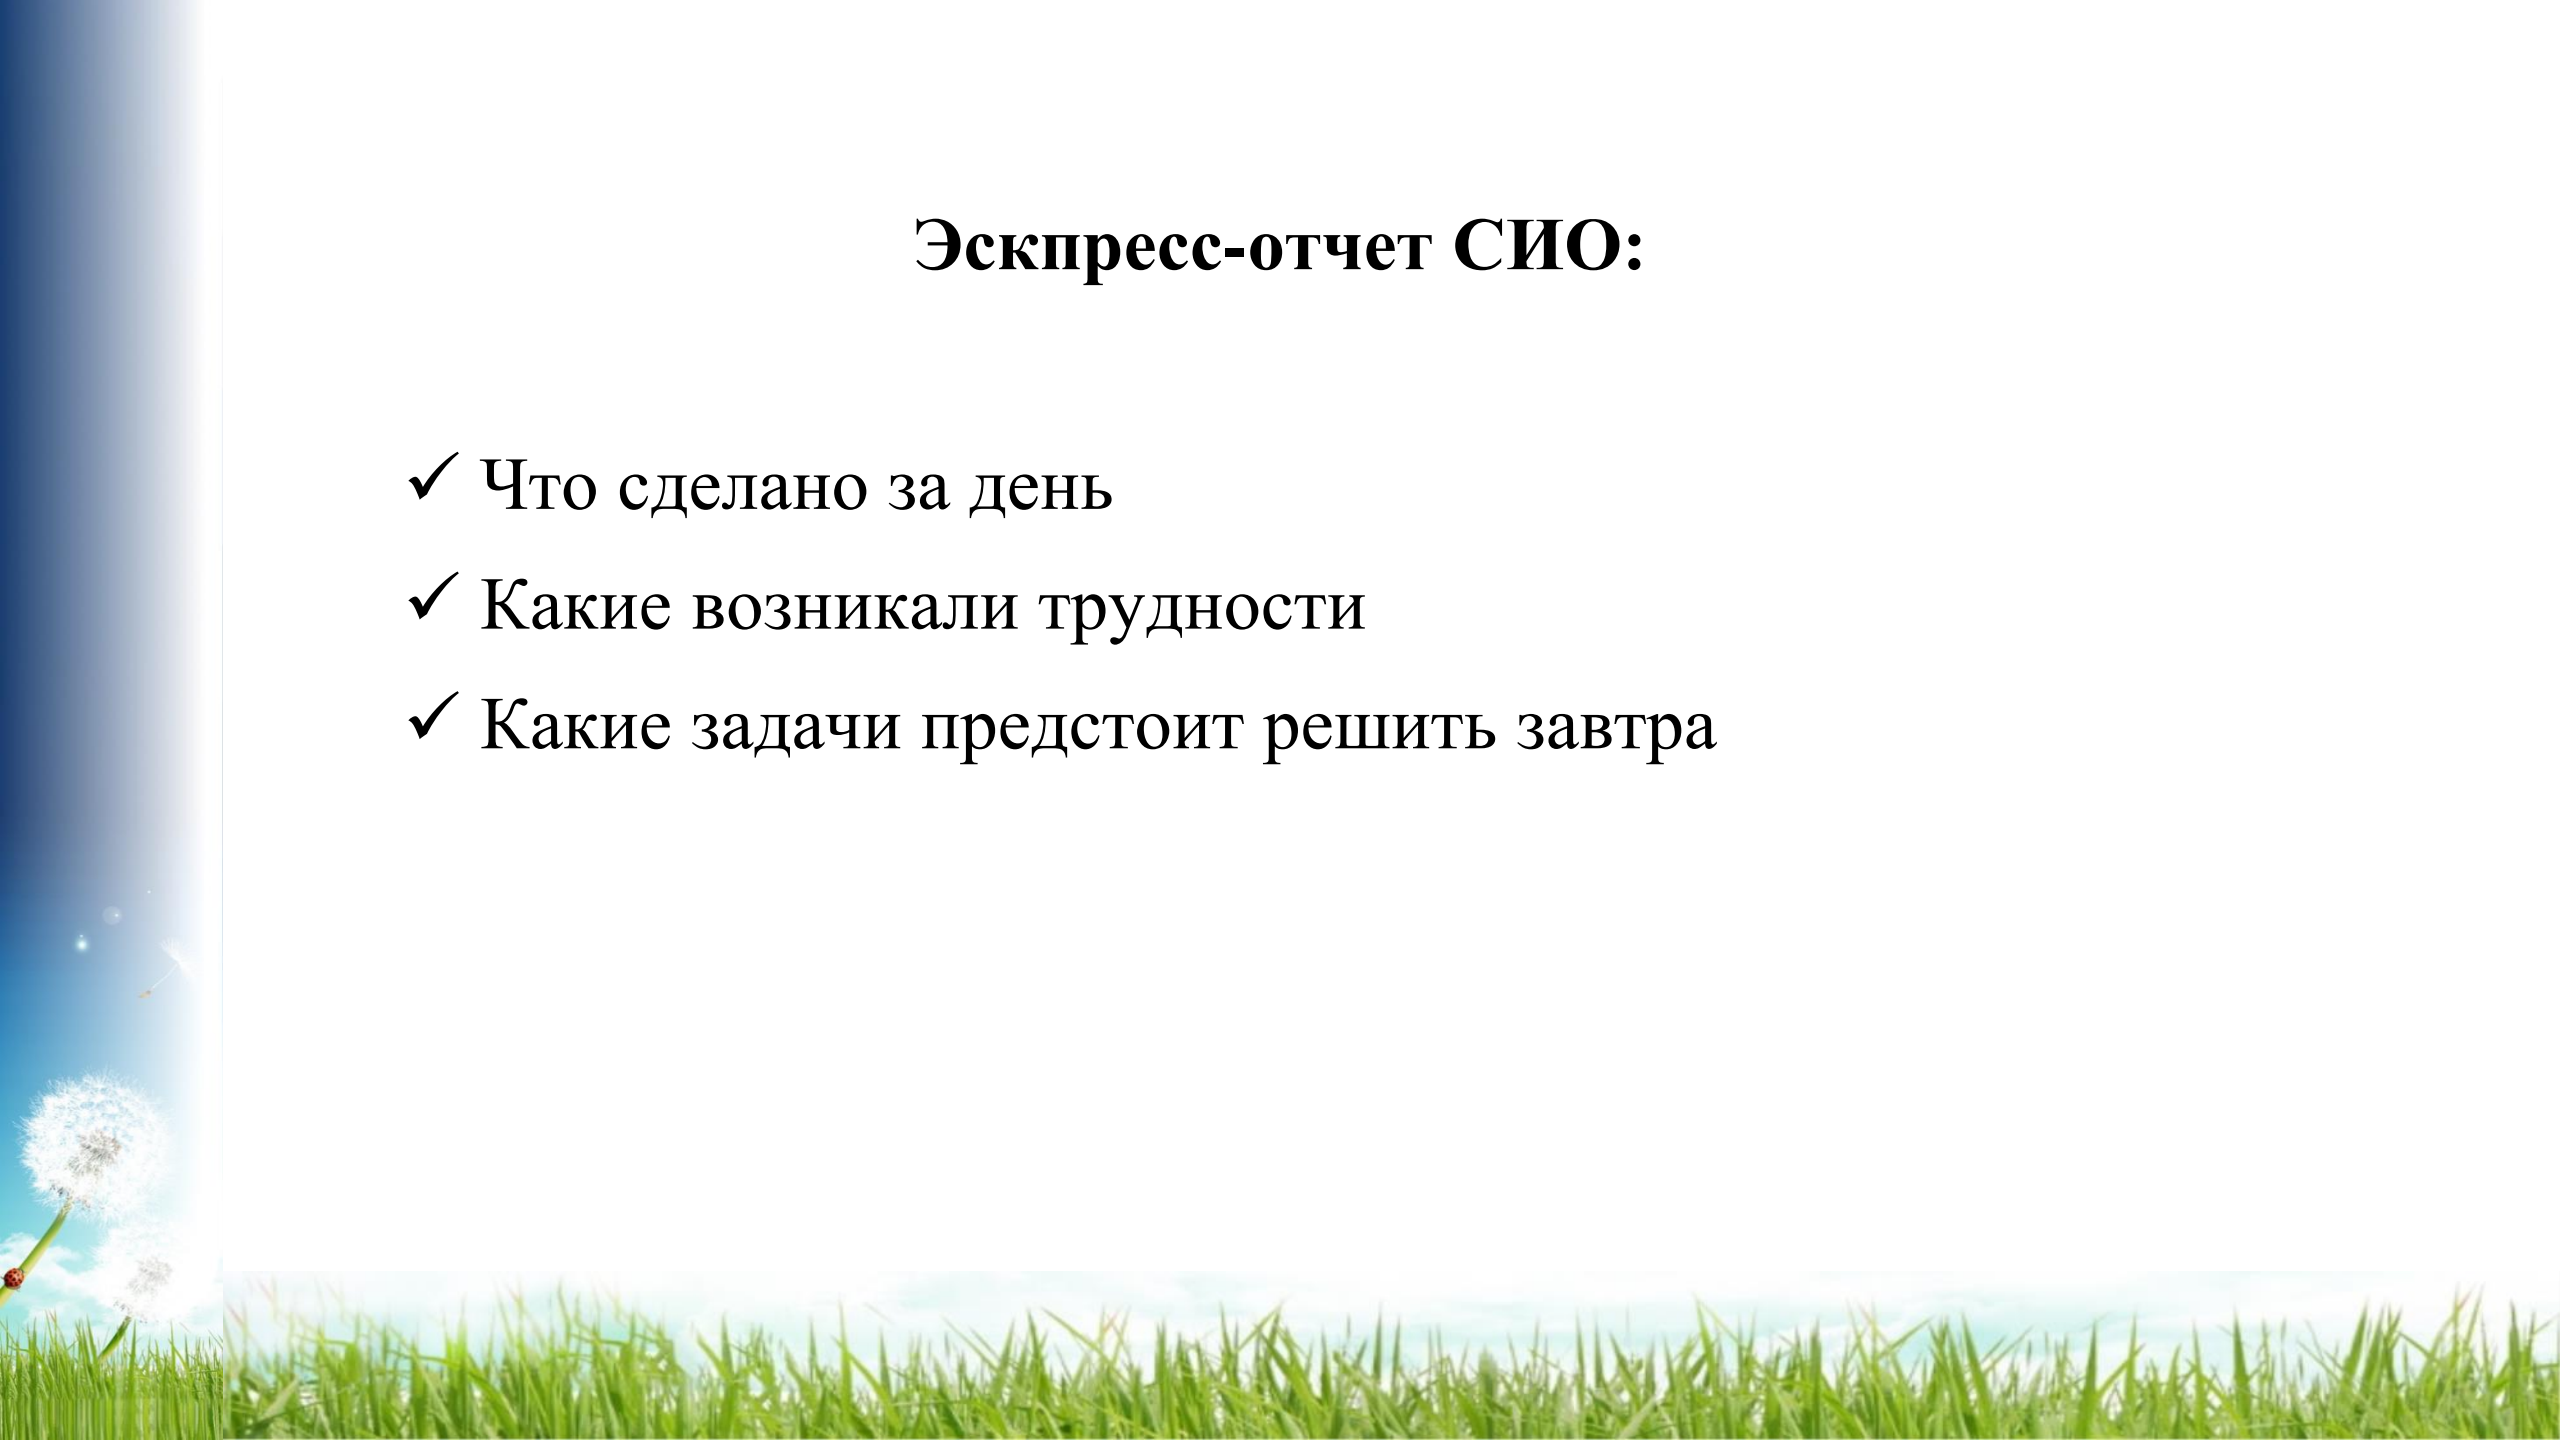 Эскпресс-отчет СИО:
✓ Что сделано за день
✓ Какие возникали трудности
✓ Какие задачи предстоит решить завтра